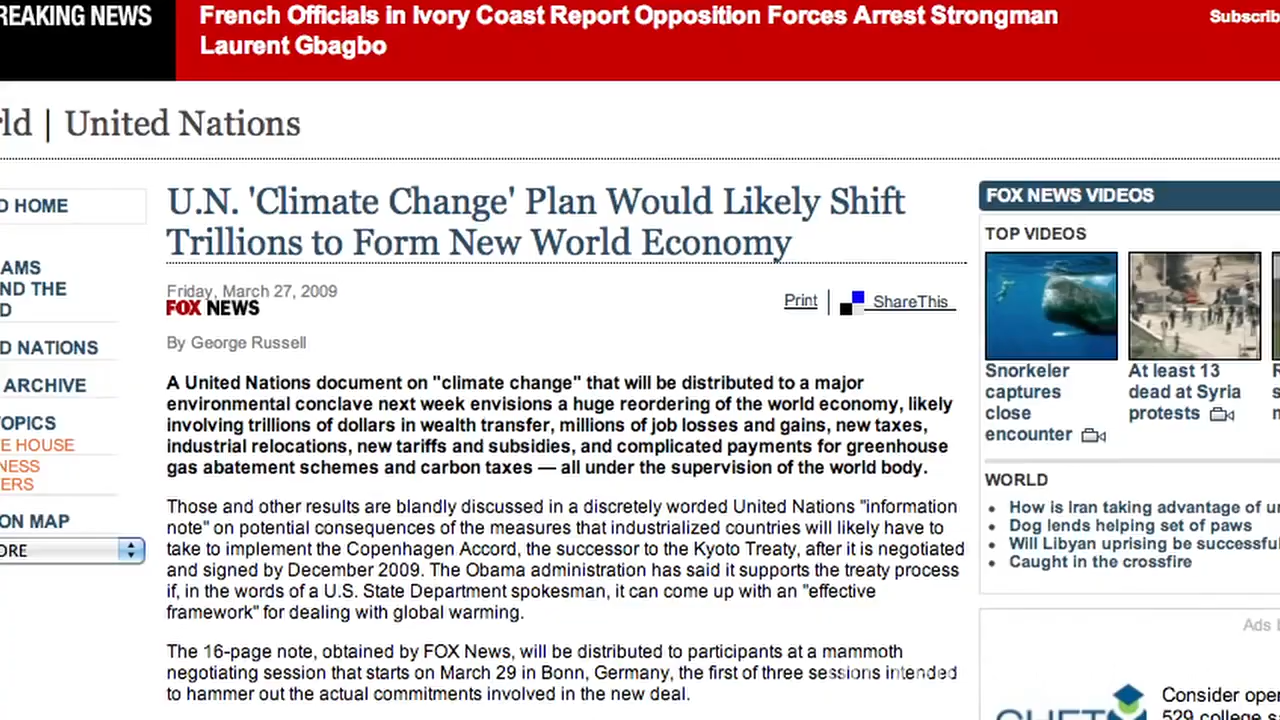 REAKING NEWS
French Officials in Ivory Coast Report Opposition Forces Arrest Strongman
Laurent Gbagbo
Subscrib
ld | United Nations
D HOME
AMS
ND THE
D
D NATIONS
ARCHIVE
OPICS
E HOUSE
NESS
ERS
ON MAP
ORE
U.N. 'Climate Change' Plan Would Likely Shift
Trillions to Form New World Economy
Friday, March 27, 2009
FOX NEWS
Print | ShareThis
By George Russell
A United Nations document on "climate change" that will be distributed to a major
environmental conclave next week envisions a huge reordering of the world economy, likely
involving trillions of dollars in wealth transfer, millions of job losses and gains, new taxes,
industrial relocations, new tariffs and subsidies, and complicated payments for greenhouse
gas abatement schemes and carbon taxes — all under the supervision of the world body.
Those and other results are blandly discussed in a discretely worded United Nations "information
note" on potential consequences of the measures that industrialized countries will likely have to
take to implement the Copenhagen Accord, the successor to the Kyoto Treaty, after it is negotiated
and signed by December 2009. The Obama administration has said it supports the treaty process
if, in the words of a U.S. State Department spokesman, it can come up with an "effective
framework" for dealing with global warming.
The 16-page note, obtained by FOX News, will be distributed to participants at a mammoth
negotiating session that starts on March 29 in Bonn, Germany, the first of three sessions intended
to hammer out the actual commitments involved in the new deal.
FOX NEWS VIDEOS
TOP VIDEOS
Snorkeler
captures
close
encounter
At least 13
dead at Syria
protests
WORLD
How is Iran taking advantage of u
Dog lends helping set of paws
Will Libyan uprising be successfu
Caught in the crossfire
Ads
Consider ope
529 college s